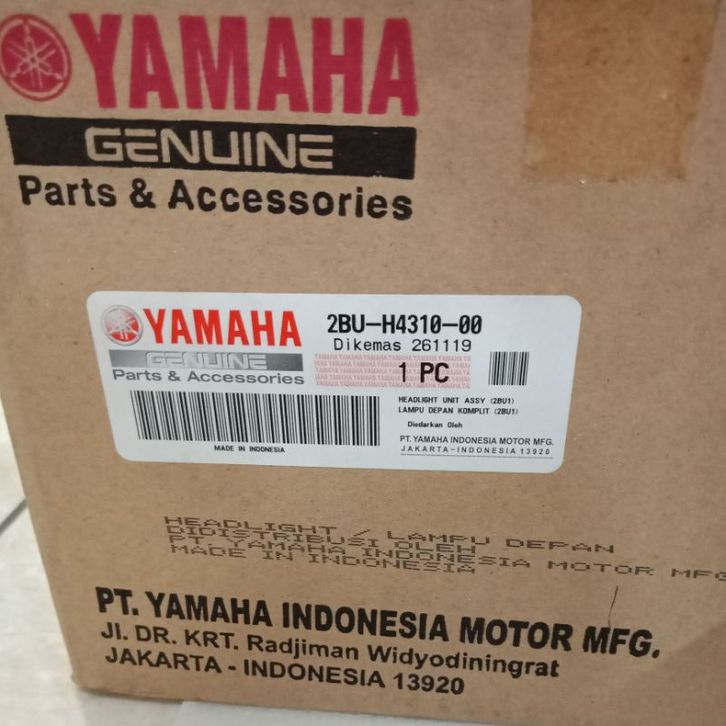 YAMAHA
GENUINE
Parts & Accessories
YAMAHA
GENUINE
Parts & Accessories
2BU-H4310-00
Dikemas 261119
1 PC
HEADLIGHT UNIT ASSY (2BU1)
LAMPU DEPAN KOMPLIT (2BU1)
Diedarkan Oleh
PT. YAMAHA INDONESIA MOTOR MFG.
JAKARTA-INDONESIA 13920
MADE IN INDONESIA
HEADLIGHT / LAMPU DEPAN
DIDISTRIBUSI OLEH
PT. YAMAHA INDONESIA MOTOR MFG
MADE IN INDONESIA
PT. YAMAHA INDONESIA MOTOR MFG.
Jl. DR. KRT. Radjiman Widyodiningrat
JAKARTA - INDONESIA 13920